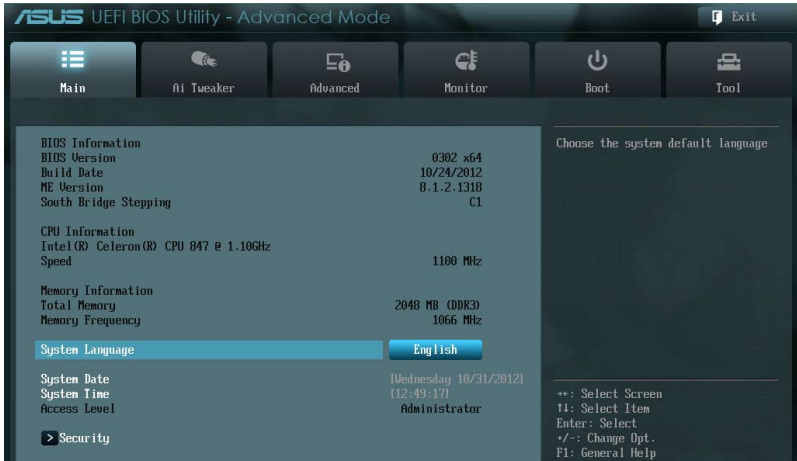 ASUS UEFI BIOS Utility - Advanced Mode
Exit
Main
Ai Tweaker
Advanced
Monitor
Boot
Tool
BIOS Information
BIOS Version 0302 x64
Build Date 10/24/2012
ME Version 8.1.2.1318
South Bridge Stepping C1
CPU Information
Intel(R) Celeron(R) CPU 847 @ 1.10GHz
Speed 1100 MHz
Memory Information
Total Memory 2048 MB (DDR3)
Memory Frequency 1066 MHz
System Language English
System Date [Wednesday 10/31/2012]
System Time [12:49:17]
Access Level Administrator
> Security
Choose the system default language
→←: Select Screen
↑↓: Select Item
Enter: Select
+/-: Change Opt.
F1: General Help